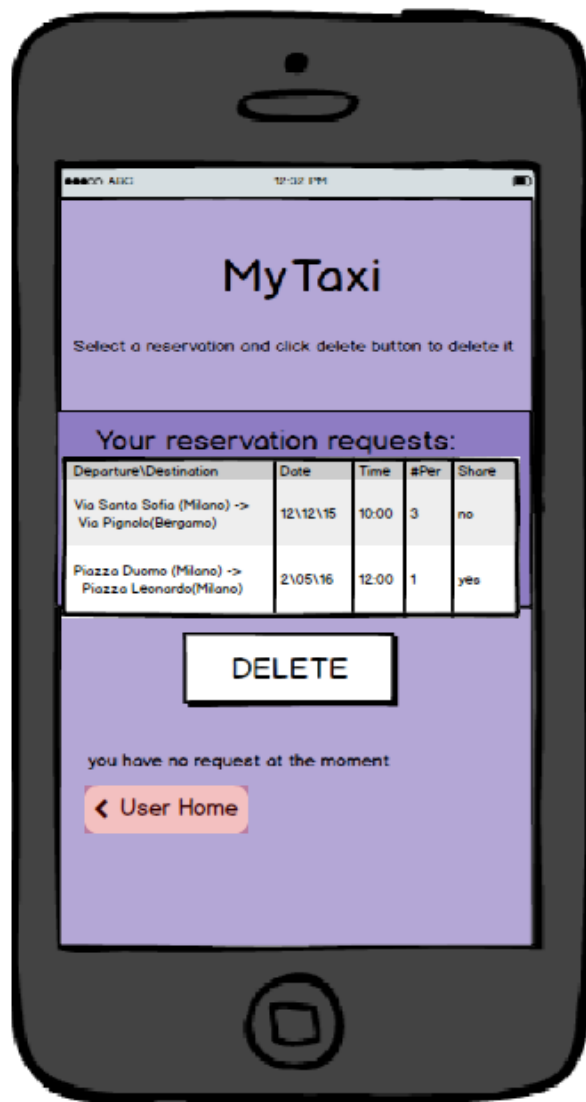 ABC 12:32 PM
MyTaxi
Select a reservation and click delete button to delete it
Your reservation requests:
Departure\Destination Date Time #Per Share
Via Santa Sofia (Milano) -> 12\12\15 10:00 3 no
Via Pignolo(Bergamo)
Piazza Duomo (Milano) -> 2\05\16 12:00 1 yes
Piazza Leonardo(Milano)
DELETE
you have no request at the moment
< User Home